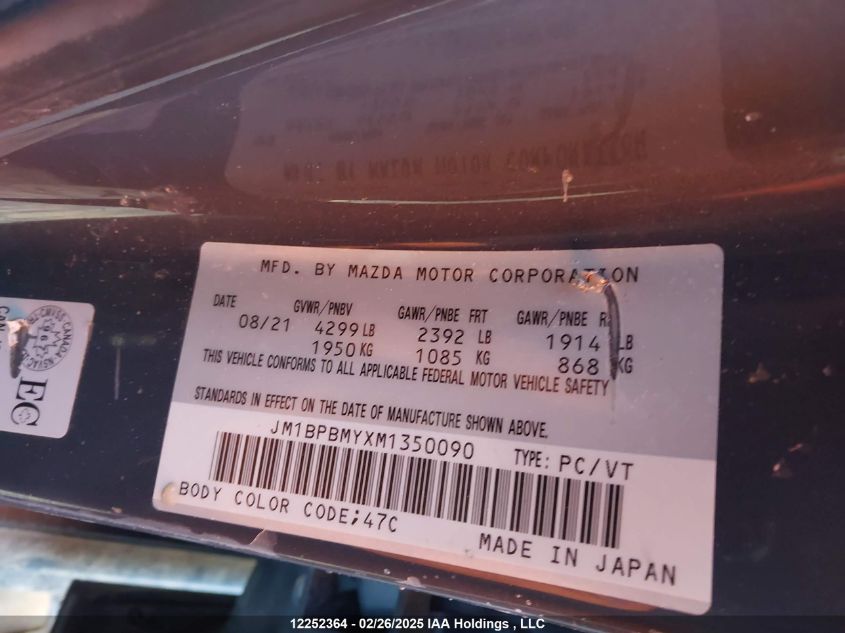 MFD. BY MAZDA MOTOR CORPORATION
DATE GVWR/PNBV GAWR/PNBE FRT GAWR/PNBE
08/21 4299 LB 2392 LB 1914 LB
1950 KG 1085 KG 868 KG
THIS VEHICLE CONFORMS TO ALL APPLICABLE FEDERAL MOTOR VEHICLE SAFETY
STANDARDS IN EFFECT ON THE DATE OF MANUFACTURE SHOWN ABOVE.
JM1BPBMYXM1350090 TYPE: PC/VT
BODY COLOR CODE;47C
MADE IN JAPAN
EC
12252364 - 02/26/2025 IAA Holdings , LLC